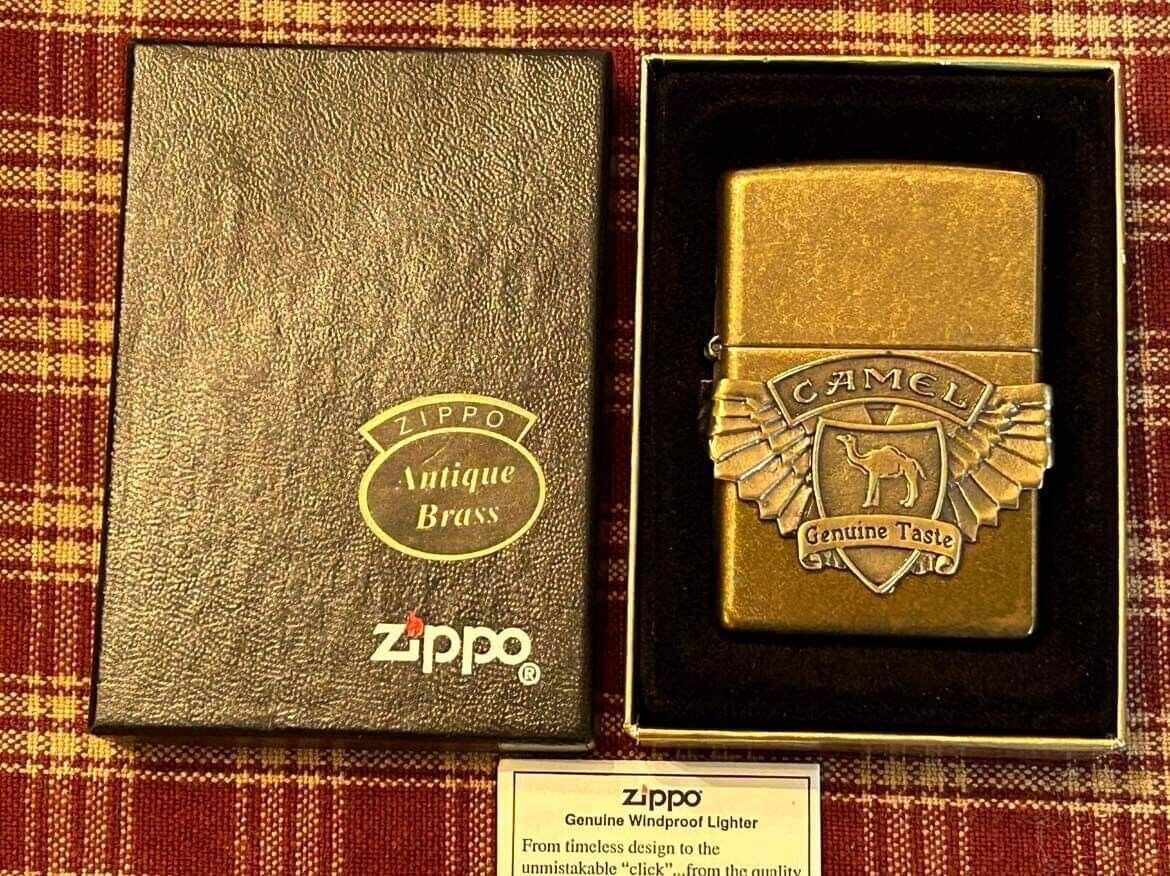 ZIPPO
Antique
Brass
zippo®
CAMEL
Genuine Taste
zippo
Genuine Windproof Lighter
From timeless design to the
unmistakable “click”...from the quality